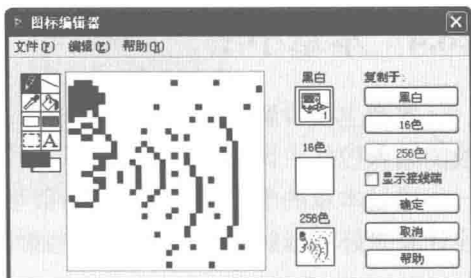 图标编辑器
文件(F) 编辑(E) 帮助(H)
黑白
复制于:
1
黑白
16色
16色
256色
显示接线端
256色
确定
取消
帮助
A